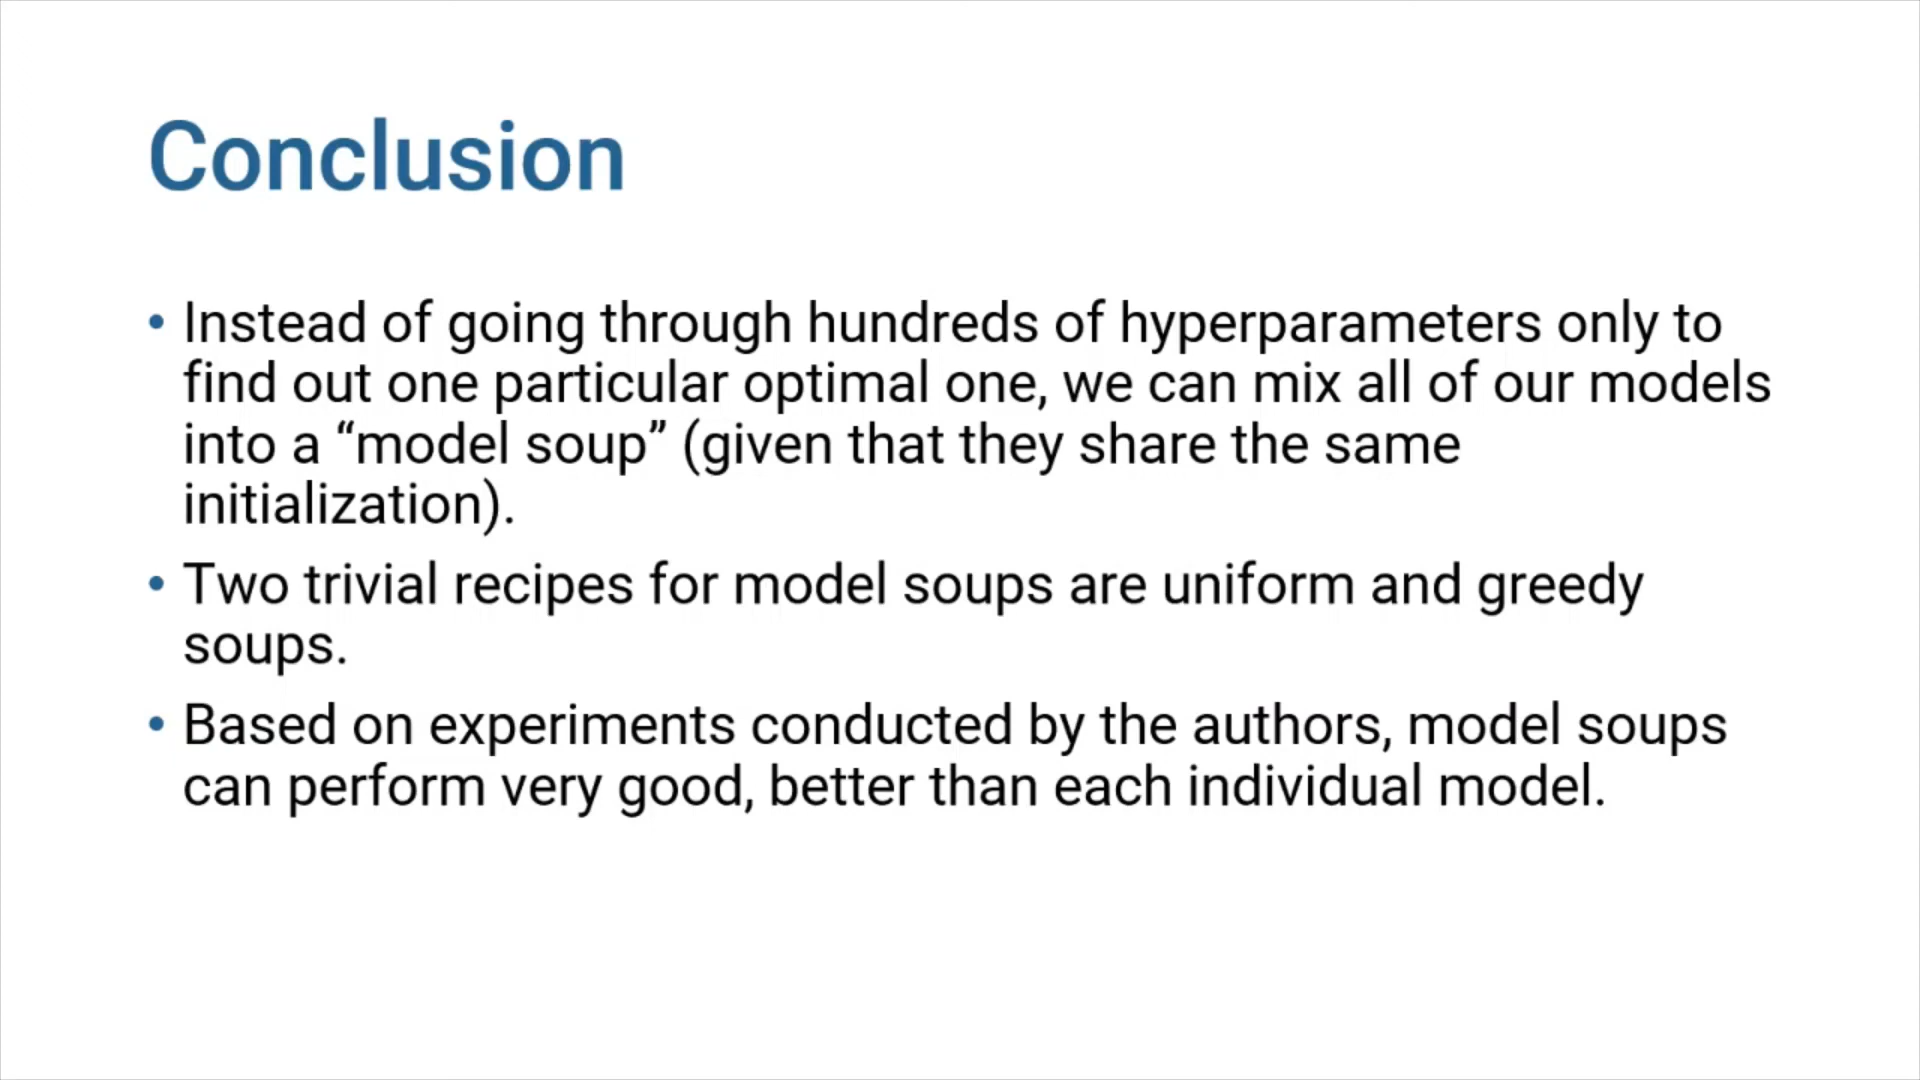 Conclusion
• Instead of going through hundreds of hyperparameters only to
find out one particular optimal one, we can mix all of our models
into a “model soup” (given that they share the same
initialization).
• Two trivial recipes for model soups are uniform and greedy
soups.
• Based on experiments conducted by the authors, model soups
can perform very good, better than each individual model.